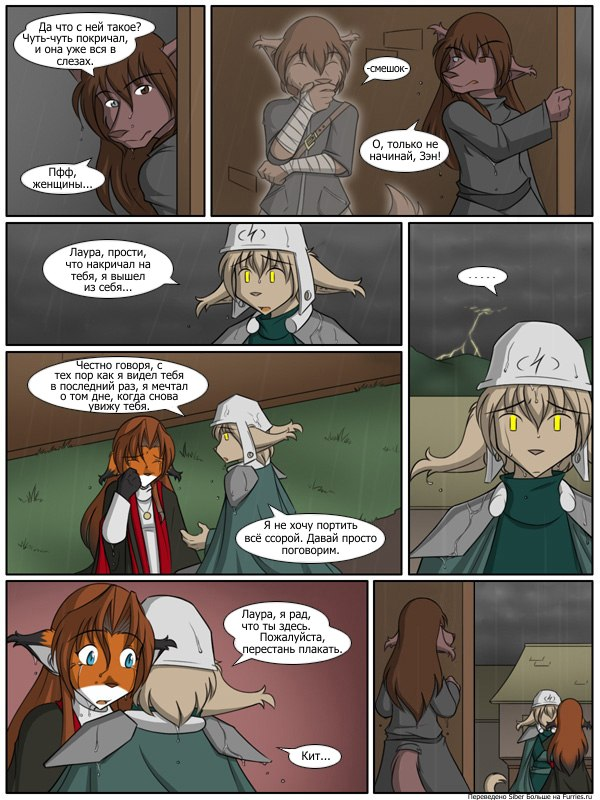 Да что с ней такое?
Чуть-чуть покричал,
и она уже вся в
слезах.
Пфф,
женщины...
-смешок-
О, только не
начинай, Зэн!
Лаура, прости,
что накричал на
тебя, я вышел
из себя...
. . . . .
Честно говоря, с
тех пор как я видел тебя
в последний раз, я мечтал
о том дне, когда снова
увижу тебя.
Я не хочу портить
всё ссорой. Давай просто
поговорим.
Лаура, я рад,
что ты здесь.
Пожалуйста,
перестань плакать.
Кит...
Переведено Siber Больше на Furries.ru